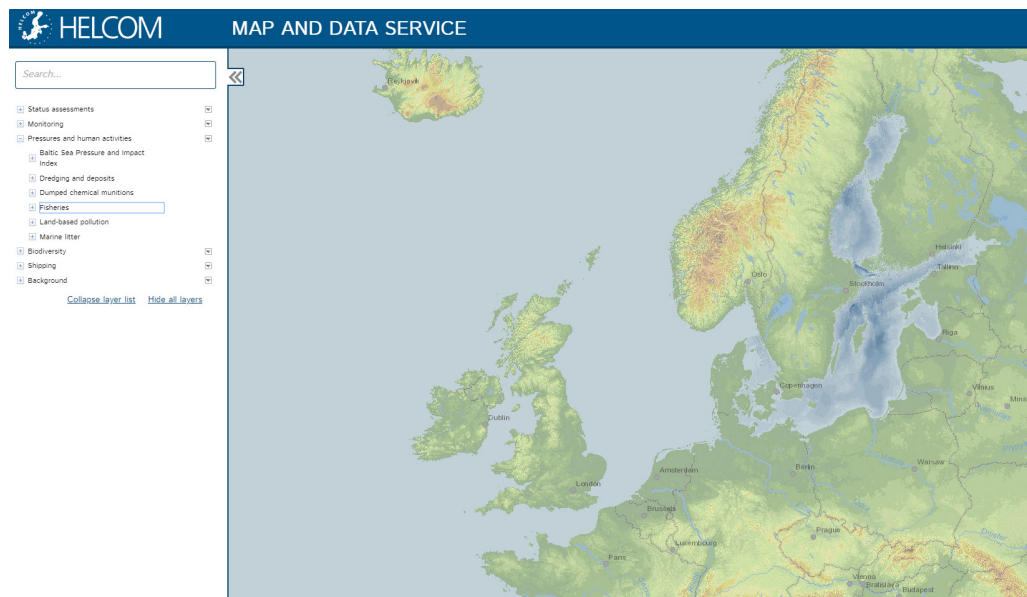 HELCOM
MAP AND DATA SERVICE
Search...
Status assessments
Monitoring
Pressures and human activities
Baltic Sea Pressure and Impact
Index
Dredging and deposits
Dumped chemical munitions
Fisheries
Land-based pollution
Marine litter
Biodiversity
Shipping
Background
Collapse layer list Hide all layers
Reykjavik
Helsinki
Oslo
Tallinn
Stockholm
Riga
Copenhagen
Vilnius
Dublin
Warsaw
Amsterdam
Berlin
London
Brussels
Prague
Luxembourg
Paris
Vienna
Bratislava
Budapest